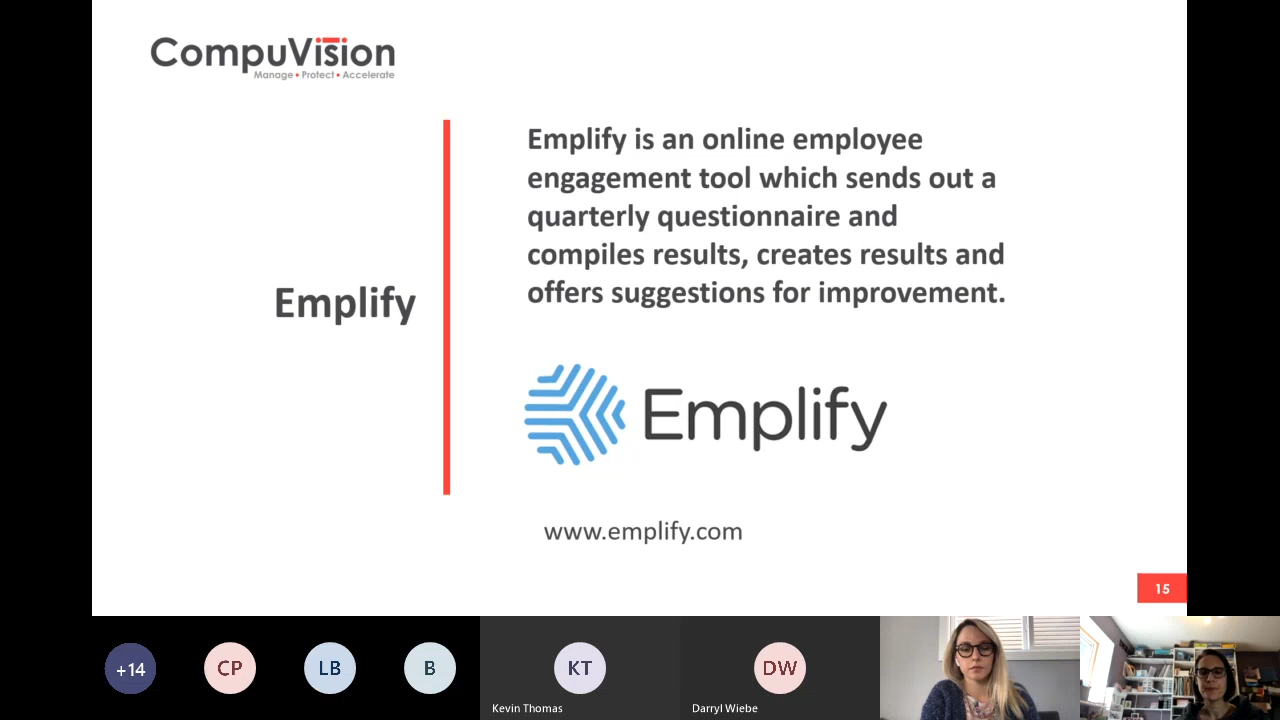 CompuVision
Manage • Protect • Accelerate
Emplify is an online employee
engagement tool which sends out a
quarterly questionnaire and
compiles results, creates results and
offers suggestions for improvement.
Emplify
Emplify
www.emplify.com
15
+14
CP
LB
B
KT
DW
Kevin Thomas
Darryl Wiebe